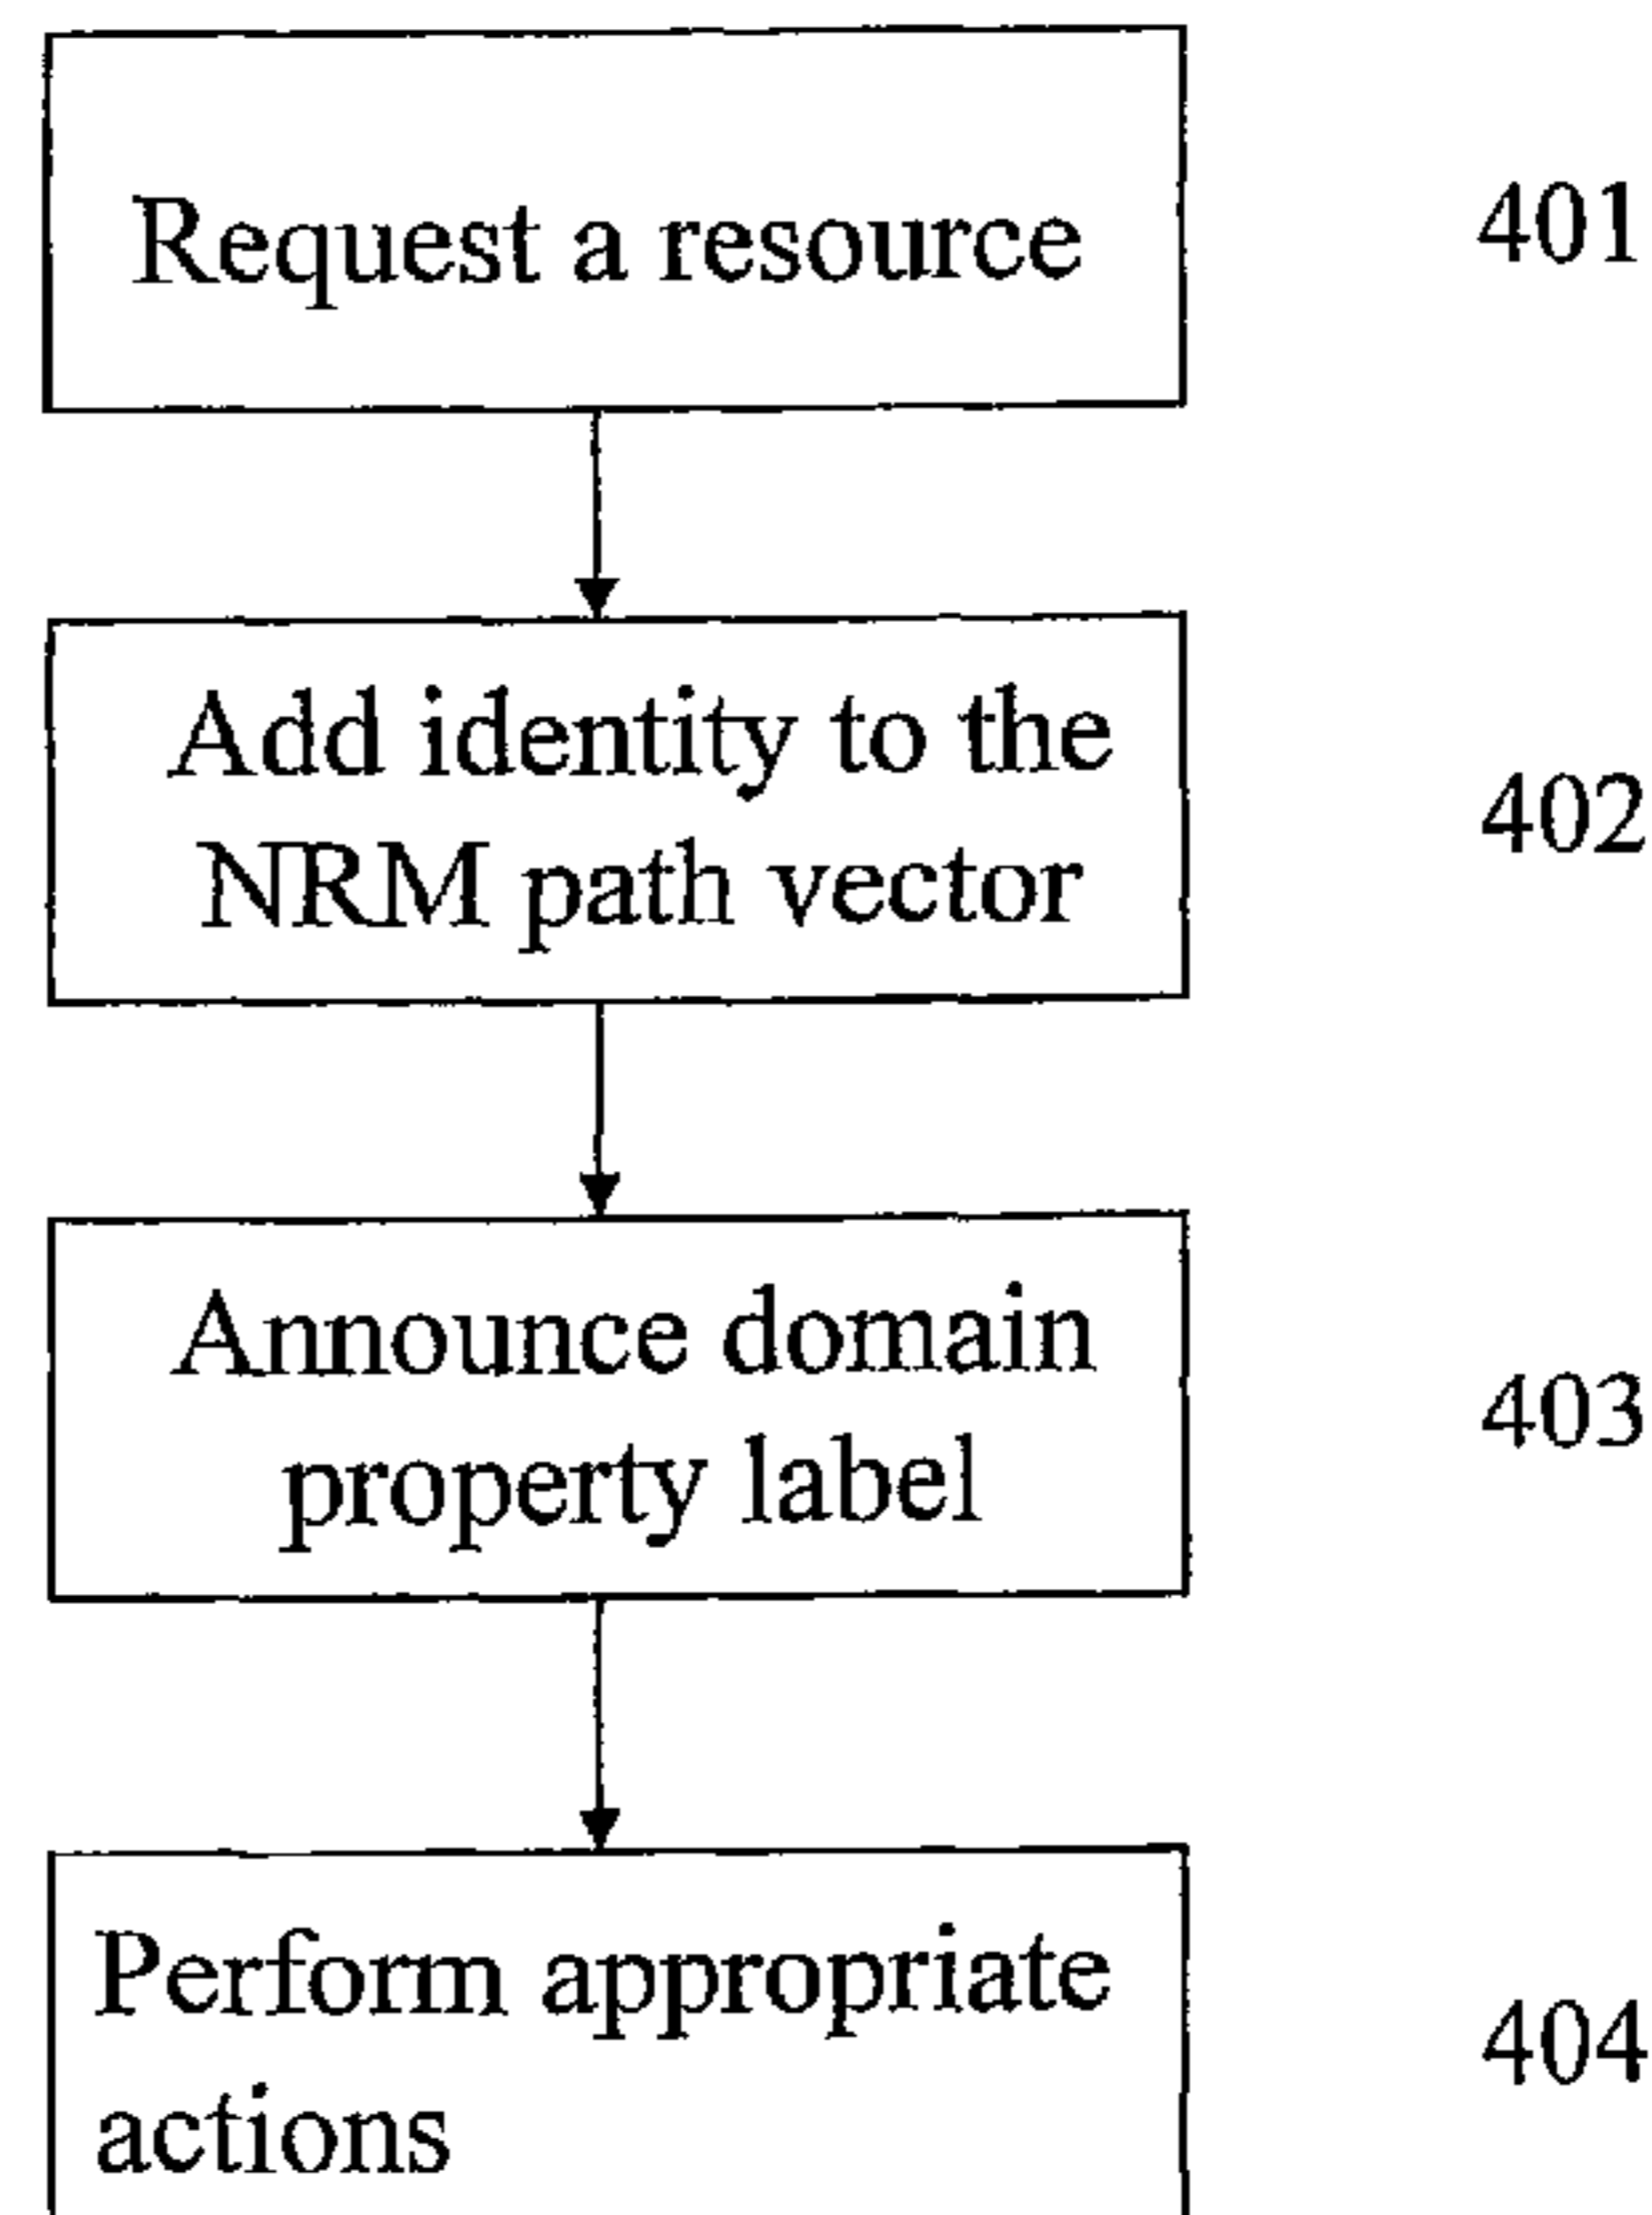 Request a resource
401
Add identity to the
NRM path vector
402
Announce domain
property label
403
Perform appropriate
actions
404